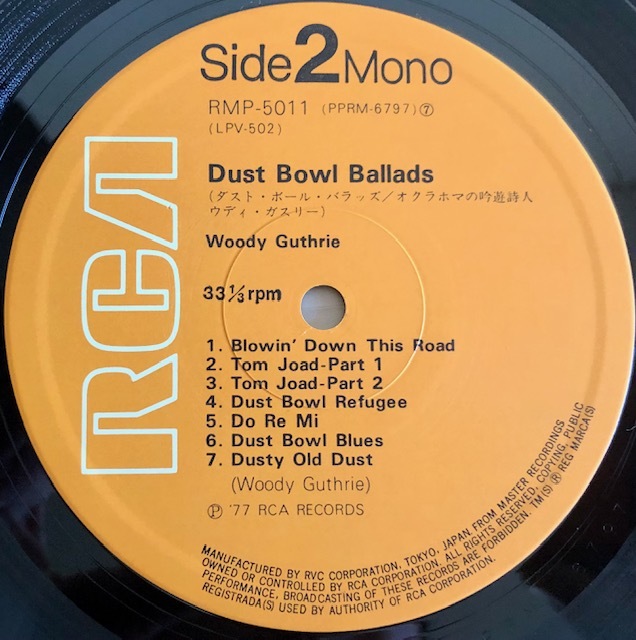 Side 2 Mono
RMP-5011 (PPRM-6797)⑦
(LPV-502)
Dust Bowl Ballads
(ダスト・ボール・バラッズ/オクラホマの吟遊詩人
ウディ・ガスリー)
Woody Guthrie
33⅓rpm
RCA
1. Blowin' Down This Road
2. Tom Joad-Part 1
3. Tom Joad-Part 2
4. Dust Bowl Refugee
5. Do Re Mi
6. Dust Bowl Blues
7. Dusty Old Dust
(Woody Guthrie)
Ⓟ '77 RCA RECORDS
MANUFACTURED BY RVC CORPORATION, TOKYO, JAPAN FROM MASTER RECORDINGS
OWNED OR CONTROLLED BY RCA CORPORATION. ALL RIGHTS RESERVED, COPYING, PUBLIC
PERFORMANCE, BROADCASTING OF THESE RECORDS ARE FORBIDDEN. TM(S) ® REG MARCA(S)
REGISTRADA(S) USED BY AUTHORITY OF RCA CORPORATION.